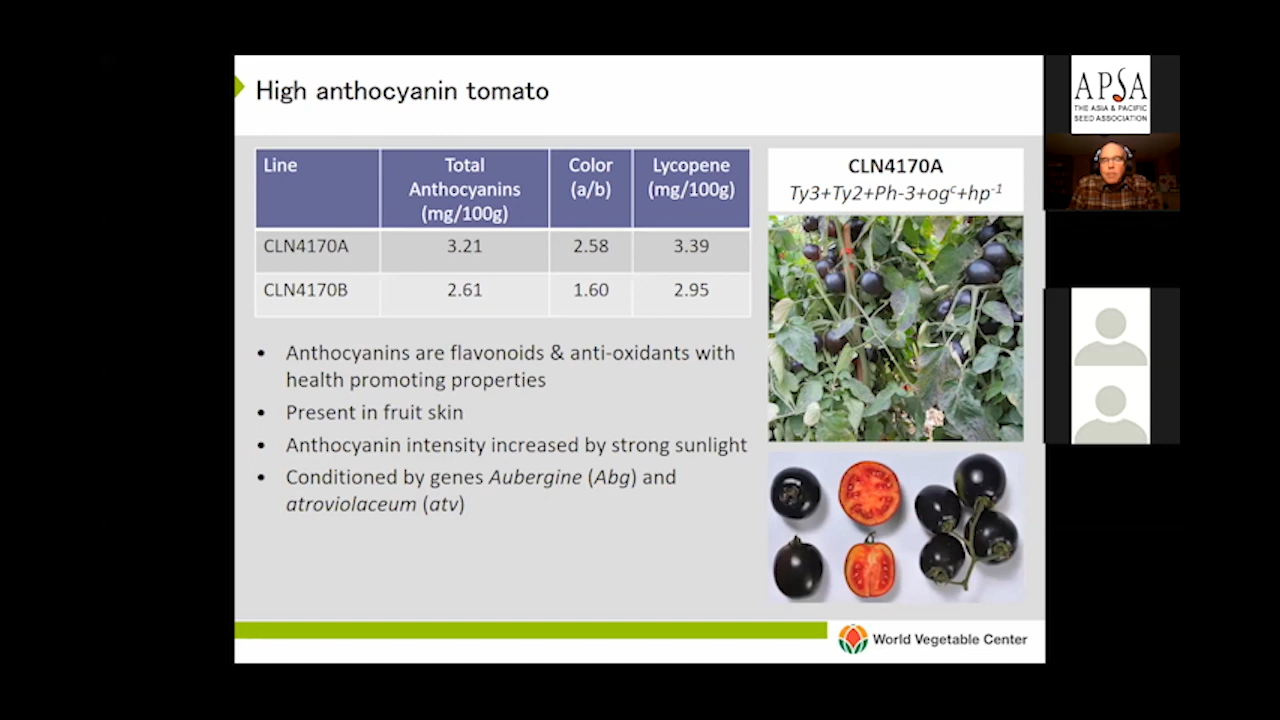 High anthocyanin tomato
Line
Total
Anthocyanins
(mg/100g)
Color
(a/b)
Lycopene
(mg/100g)
CLN4170A 3.21 2.58 3.39
CLN4170B 2.61 1.60 2.95
• Anthocyanins are flavonoids & anti-oxidants with
health promoting properties
• Present in fruit skin
• Anthocyanin intensity increased by strong sunlight
• Conditioned by genes Aubergine (Abg) and
atroviolaceum (atv)
CLN4170A
Ty3+Ty2+Ph-3+ogᶜ+hp⁻¹
World Vegetable Center
APSA
THE ASIA & PACIFIC
SEED ASSOCIATION